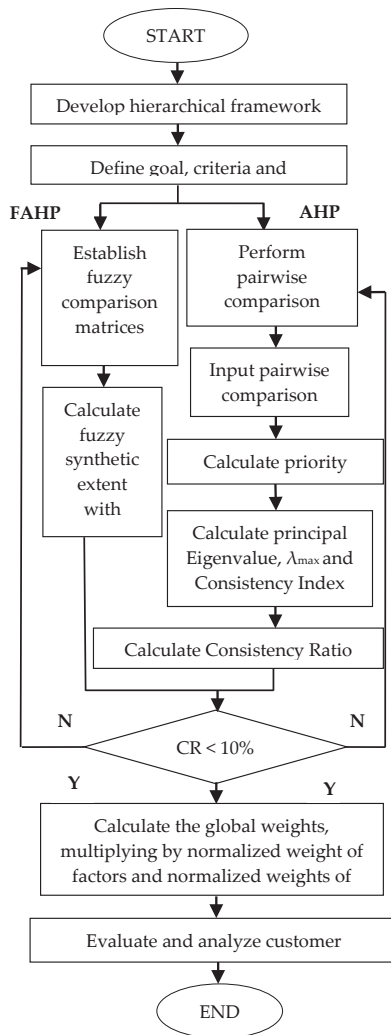 START
Develop hierarchical framework
Define goal, criteria and
FAHP
AHP
Establish
fuzzy
comparison
matrices
Perform
pairwise
comparison
Input pairwise
comparison
Calculate
fuzzy
synthetic
extent
with
Calculate priority
Calculate principal
Eigenvalue, λmax and
Consistency Index
Calculate Consistency Ratio
N
N
CR < 10%
Y
Y
Calculate the global weights,
multiplying by normalized weight of
factors and normalized weights of
Evaluate and analyze customer
END